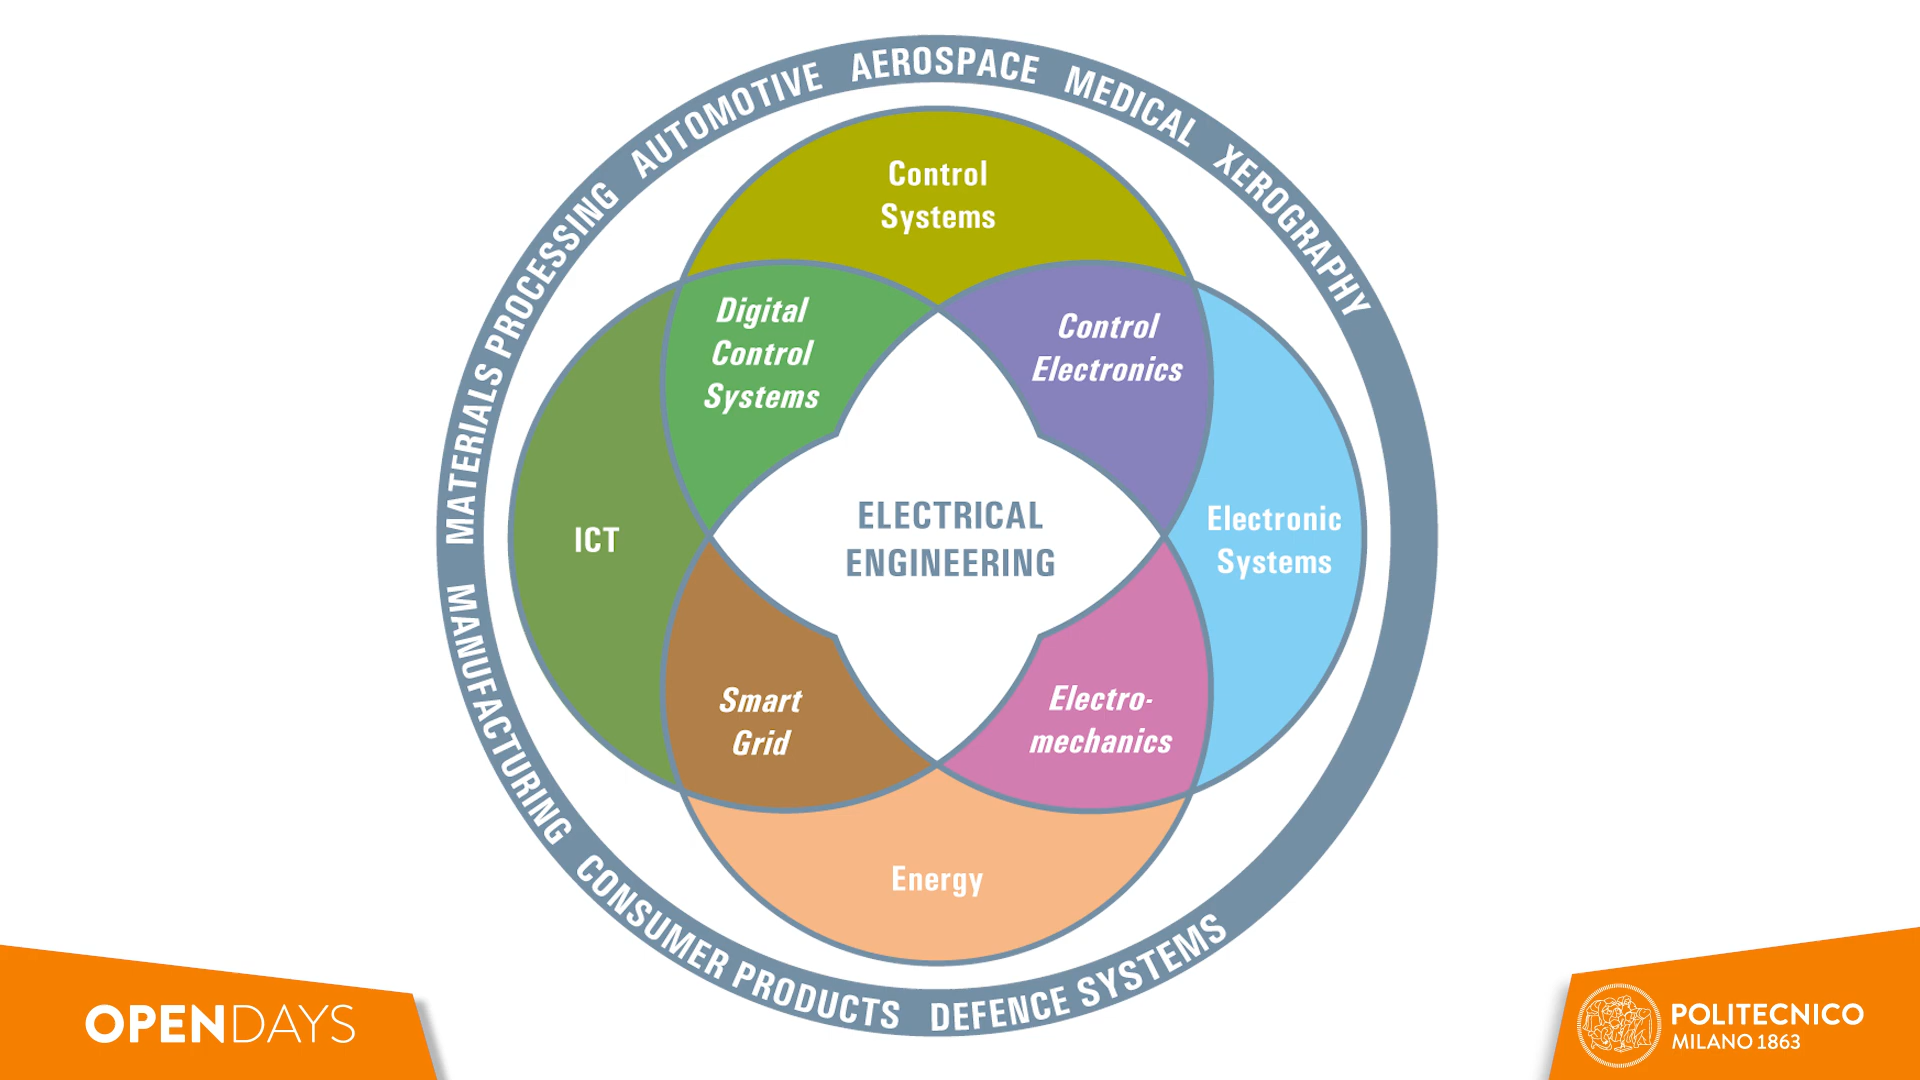 MATERIALS PROCESSING AUTOMOTIVE AEROSPACE MEDICAL XEROGRAPHY
Control
Systems
Digital
Control
Systems
Control
Electronics
ICT
ELECTRICAL
ENGINEERING
Electronic
Systems
Smart
Grid
Electro-
mechanics
Energy
MANUFACTURING CONSUMER PRODUCTS DEFENCE SYSTEMS
OPENDAYS
POLITECNICO
MILANO 1863